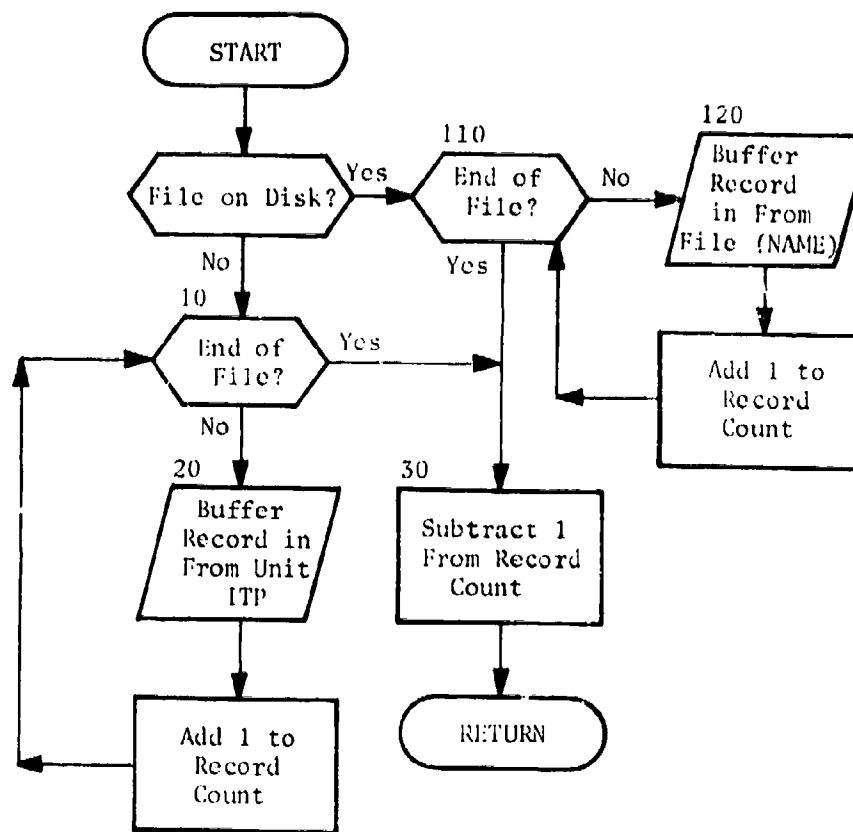 START
File on Disk?
Yes
110
End of
File?
No
120
Buffer
Record
in From
File (NAME)
Add 1 to
Record
Count
No
Yes
10
End of
File?
Yes
No
20
Buffer
Record in
From Unit
ITP
Add 1 to
Record
Count
30
Subtract 1
From Record
Count
RETURN